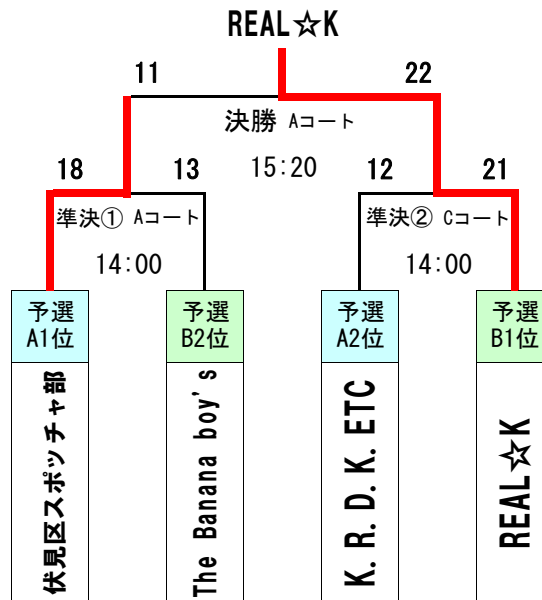 REAL☆K
11
22
決勝 Aコート
15:20
18
13
12
21
準決① Aコート
準決② Cコート
14:00
14:00
予選
A1位
予選
B2位
予選
A2位
予選
B1位
伏見区スポッチャ部
The Banana boy's
K.R.D.K.ETC
REAL☆K